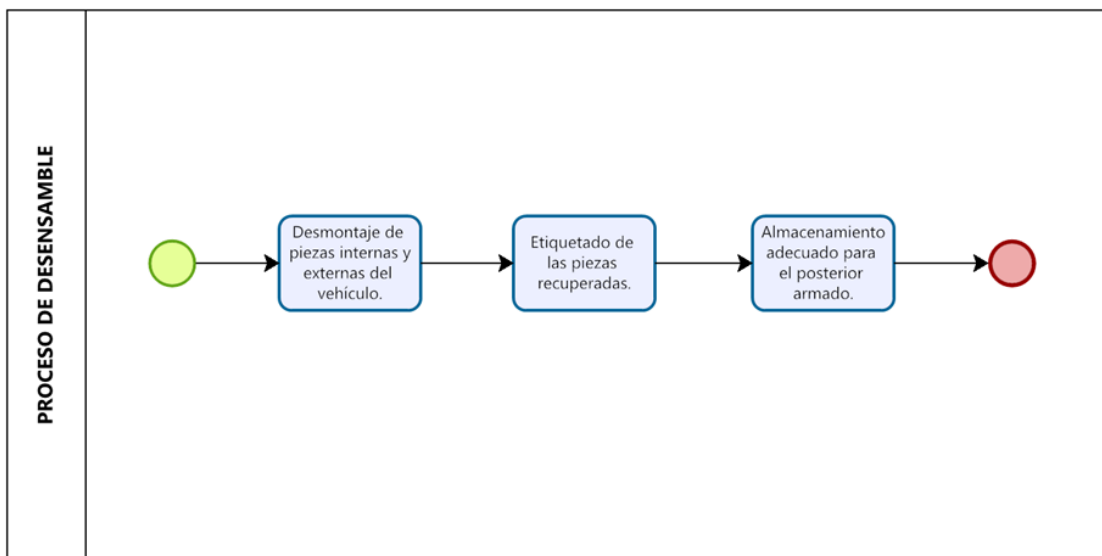 PROCESO DE DESENSAMBLE
Desmontaje de
piezas internas y
externas del
vehículo.
Etiquetado de
las piezas
recuperadas.
Almacenamiento
adecuado para
el posterior
armado.